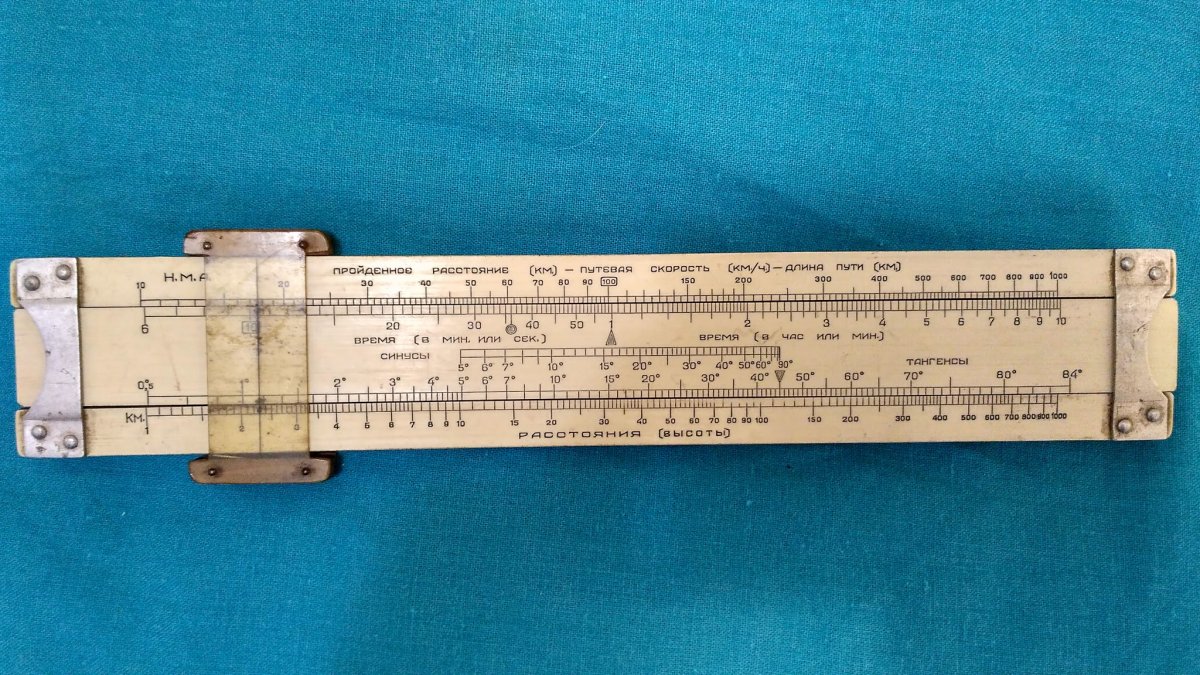 Н.М.А ПРОЙДЕННОЕ РАССТОЯНИЕ (КМ.) — ПУТЕВАЯ СКОРОСТЬ (КМ/Ч) — ДЛИНА ПУТИ (КМ.)
10 20 30 40 50 60 70 80 90 100 150 200 300 400 500 600 700 800 900 1000
6 10 20 30 40 50 1 2 3 4 5 6 7 8 9 10
ВРЕМЯ (В МИН. ИЛИ СЕК.) ВРЕМЯ (В ЧАС ИЛИ МИН.)
СИНУСЫ ТАНГЕНСЫ
5° 6° 7° 10° 15° 20° 30° 40° 50° 60° 90°
0°,5 1° 2° 3° 4° 5° 6° 7° 10° 15° 20° 30° 40° 50° 60° 70° 80° 84°
КМ. 1 2 3 4 5 6 7 8 9 10 15 20 30 40 50 60 70 80 90 100 150 200 300 400 500 600 700 800 900 1000
РАССТОЯНИЯ (ВЫСОТЫ)